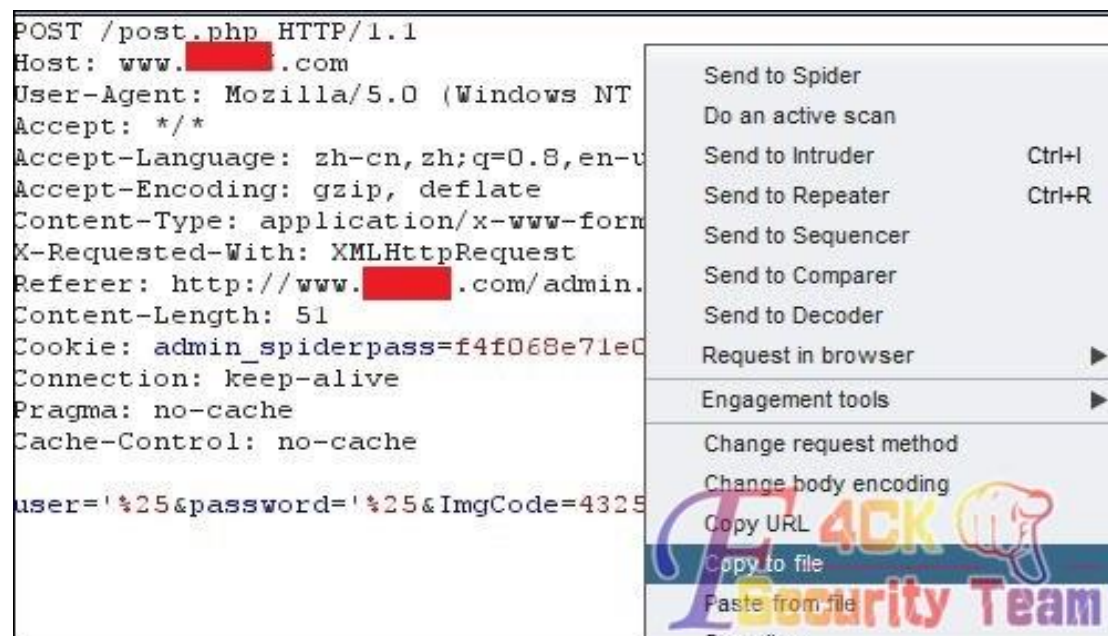 POST /post.php HTTP/1.1
Host: www. .com
User-Agent: Mozilla/5.0 (Windows NT
Accept: */*
Accept-Language: zh-cn,zh;q=0.8,en-u
Accept-Encoding: gzip, deflate
Content-Type: application/x-www-form
X-Requested-With: XMLHttpRequest
Referer: http://www. .com/admin.
Content-Length: 51
Cookie: admin_spiderpass=f4f068e71e0
Connection: keep-alive
Pragma: no-cache
Cache-Control: no-cache
user='%25&password='%25&ImgCode=4325
Send to Spider
Do an active scan
Send to Intruder Ctrl+I
Send to Repeater Ctrl+R
Send to Sequencer
Send to Comparer
Send to Decoder
Request in browser
Engagement tools
Change request method
Change body encoding
Copy URL
Copy to file
Paste from file
F4CK
Security Team